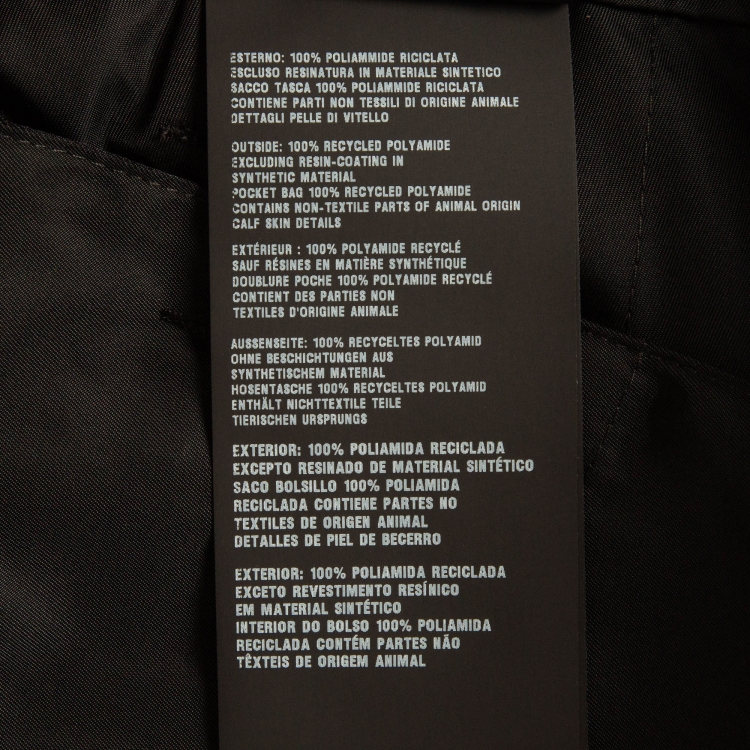 ESTERNO: 100% POLIAMMIDE RICICLATA
ESCLUSO RESINATURA IN MATERIALE SINTETICO
SACCO TASCA 100% POLIAMMIDE RICICLATA
CONTIENE PARTI NON TESSILI DI ORIGINE ANIMALE
DETTAGLI PELLE DI VITELLO
OUTSIDE: 100% RECYCLED POLYAMIDE
EXCLUDING RESIN-COATING IN
SYNTHETIC MATERIAL
POCKET BAG 100% RECYCLED POLYAMIDE
CONTAINS NON-TEXTILE PARTS OF ANIMAL ORIGIN
CALF SKIN DETAILS
EXTÉRIEUR : 100% POLYAMIDE RECYCLÉ
SAUF RÉSINES EN MATIÈRE SYNTHÉTIQUE
DOUBLURE POCHE 100% POLYAMIDE RECYCLÉ
CONTIENT DES PARTIES NON
TEXTILES D'ORIGINE ANIMALE
AUSSENSEITE: 100% RECYCELTES POLYAMID
OHNE BESCHICHTUNGEN AUS
SYNTHETISCHEM MATERIAL
HOSENTASCHE 100% RECYCELTES POLYAMID
ENTHÄLT NICHTTEXTILE TEILE
TIERISCHEN URSPRUNGS
EXTERIOR: 100% POLIAMIDA RECICLADA
EXCEPTO RESINADO DE MATERIAL SINTÉTICO
SACO BOLSILLO 100% POLIAMIDA
RECICLADA CONTIENE PARTES NO
TEXTILES DE ORIGEN ANIMAL
DETALLES DE PIEL DE BECERRO
EXTERIOR: 100% POLIAMIDA RECICLADA
EXCETO REVESTIMENTO RESÍNICO
EM MATERIAL SINTÉTICO
INTERIOR DO BOLSO 100% POLIAMIDA
RECICLADA CONTÉM PARTES NÃO
TÊXTEIS DE ORIGEM ANIMAL